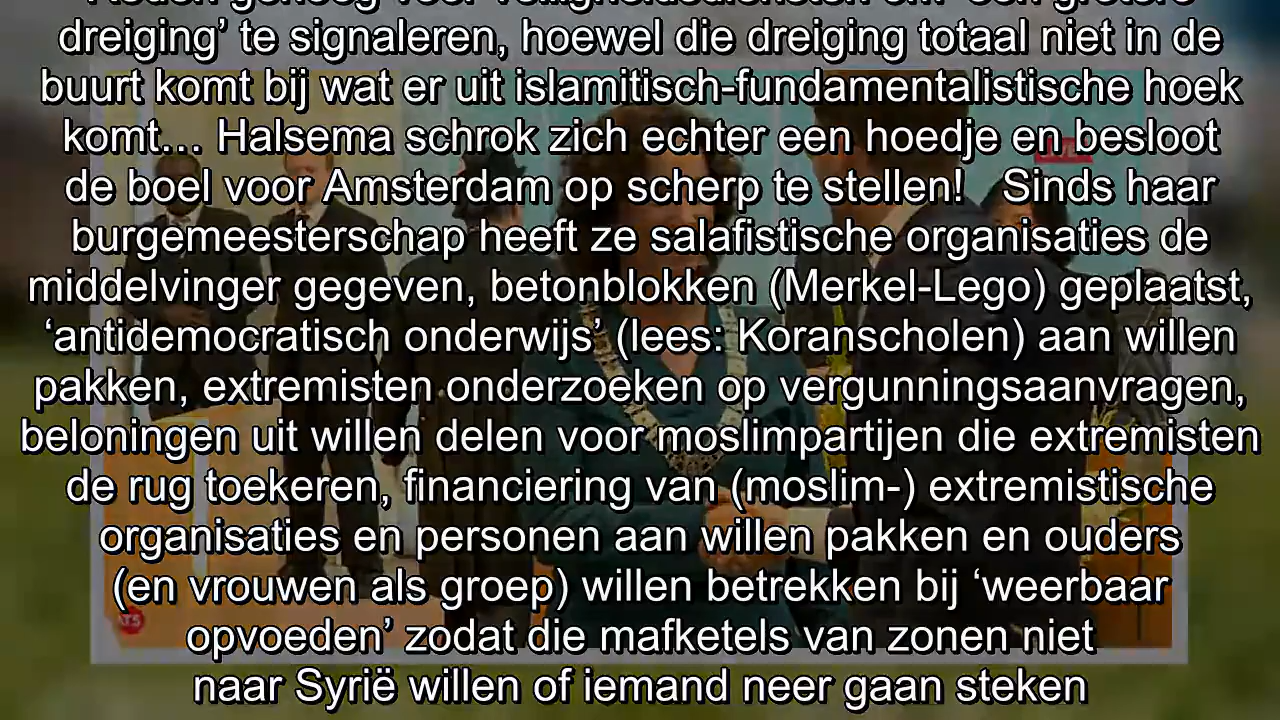 dreiging’ te signaleren, hoewel die dreiging totaal niet in de
buurt komt bij wat er uit islamitisch-fundamentalistische hoek
komt… Halsema schrok zich echter een hoedje en besloot
de boel voor Amsterdam op scherp te stellen!   Sinds haar
burgemeesterschap heeft ze salafistische organisaties de
middelvinger gegeven, betonblokken (Merkel-Lego) geplaatst,
‘antidemocratisch onderwijs’ (lees: Koranscholen) aan willen
pakken, extremisten onderzoeken op vergunningsaanvragen,
beloningen uit willen delen voor moslimpartijen die extremisten
de rug toekeren, financiering van (moslim-) extremistische
organisaties en personen aan willen pakken en ouders
(en vrouwen als groep) willen betrekken bij ‘weerbaar
opvoeden’ zodat die mafketels van zonen niet
naar Syrië willen of iemand neer gaan steken